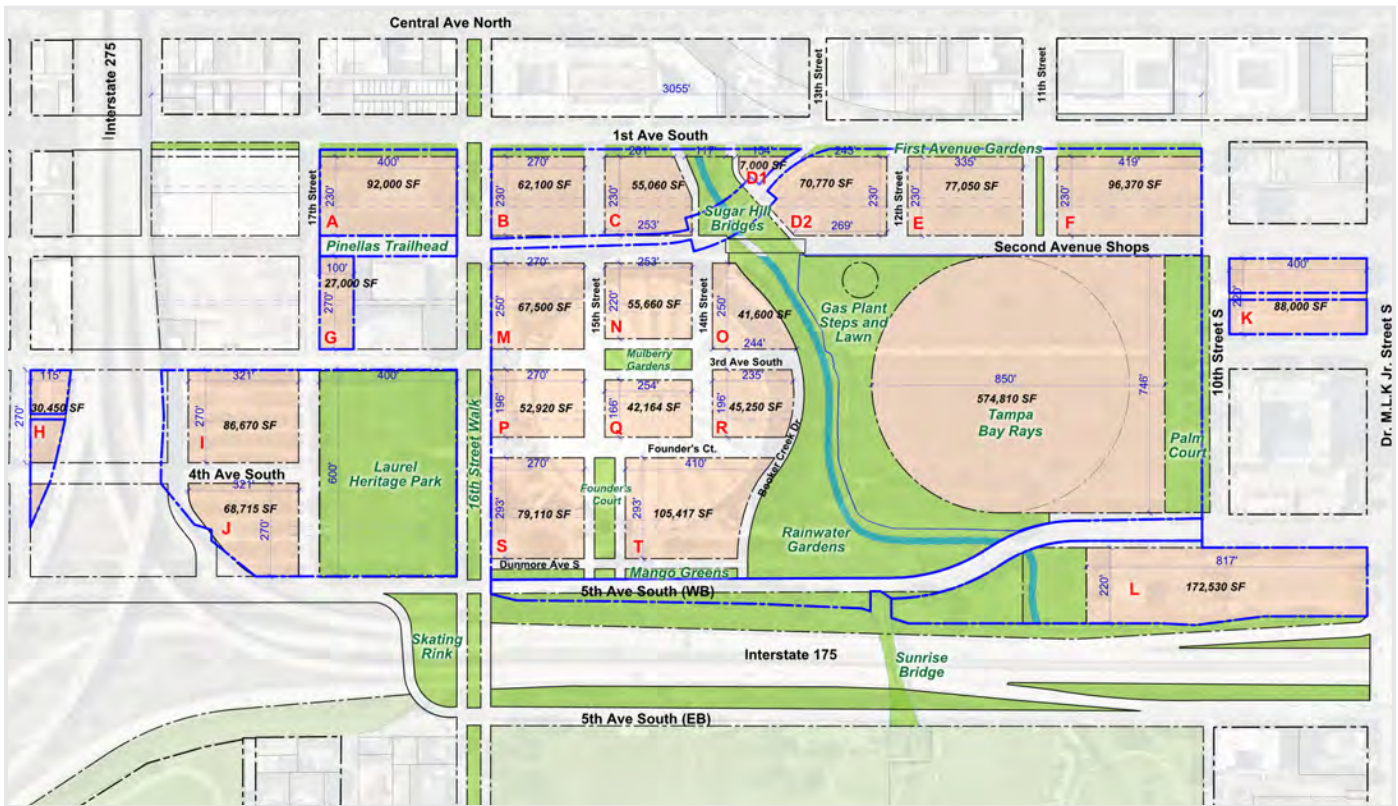 Central Ave North
Interstate 275
13th Street
11th Street
3055'
1st Ave South
First Avenue Gardens
17th Street
400'
92,000 SF
230'
A
270'
62,100 SF
230'
B
201'
55,060 SF
230'
C
253'
117'
154'
7,000 SF
D1
Sugar Hill
Bridges
243'
70,770 SF
230'
D2
269'
12th Street
335'
77,050 SF
230'
E
419'
96,370 SF
230'
F
Pinellas Trailhead
Second Avenue Shops
100'
27,000 SF
270'
G
270'
67,500 SF
250'
M
15th Street
253'
55,660 SF
220'
N
14th Street
41,600 SF
250'
O
244'
Gas Plant
Steps and
Lawn
10th Street S
400'
220'
88,000 SF
K
Dr. M.L.K Jr. Street S
Mulberry
Gardens
3rd Ave South
115'
30,450 SF
270'
H
321'
86,670 SF
270'
I
400'
600'
Laurel
Heritage Park
16th Street Walk
270'
52,920 SF
196'
P
254'
42,164 SF
166'
Q
235'
45,250 SF
196'
R
850'
574,810 SF
Tampa
Bay Rays
746'
Palm
Court
4th Ave South
321'
68,715 SF
270'
J
Founder's Ct.
Booker Creek Dr
270'
79,110 SF
293'
S
Founder's
Court
410'
105,417 SF
293'
T
Rainwater
Gardens
Dunmore Ave S
Mango Greens
5th Ave South (WB)
817'
220'
L
172,530 SF
Skating
Rink
Interstate 175
Sunrise
Bridge
5th Ave South (EB)